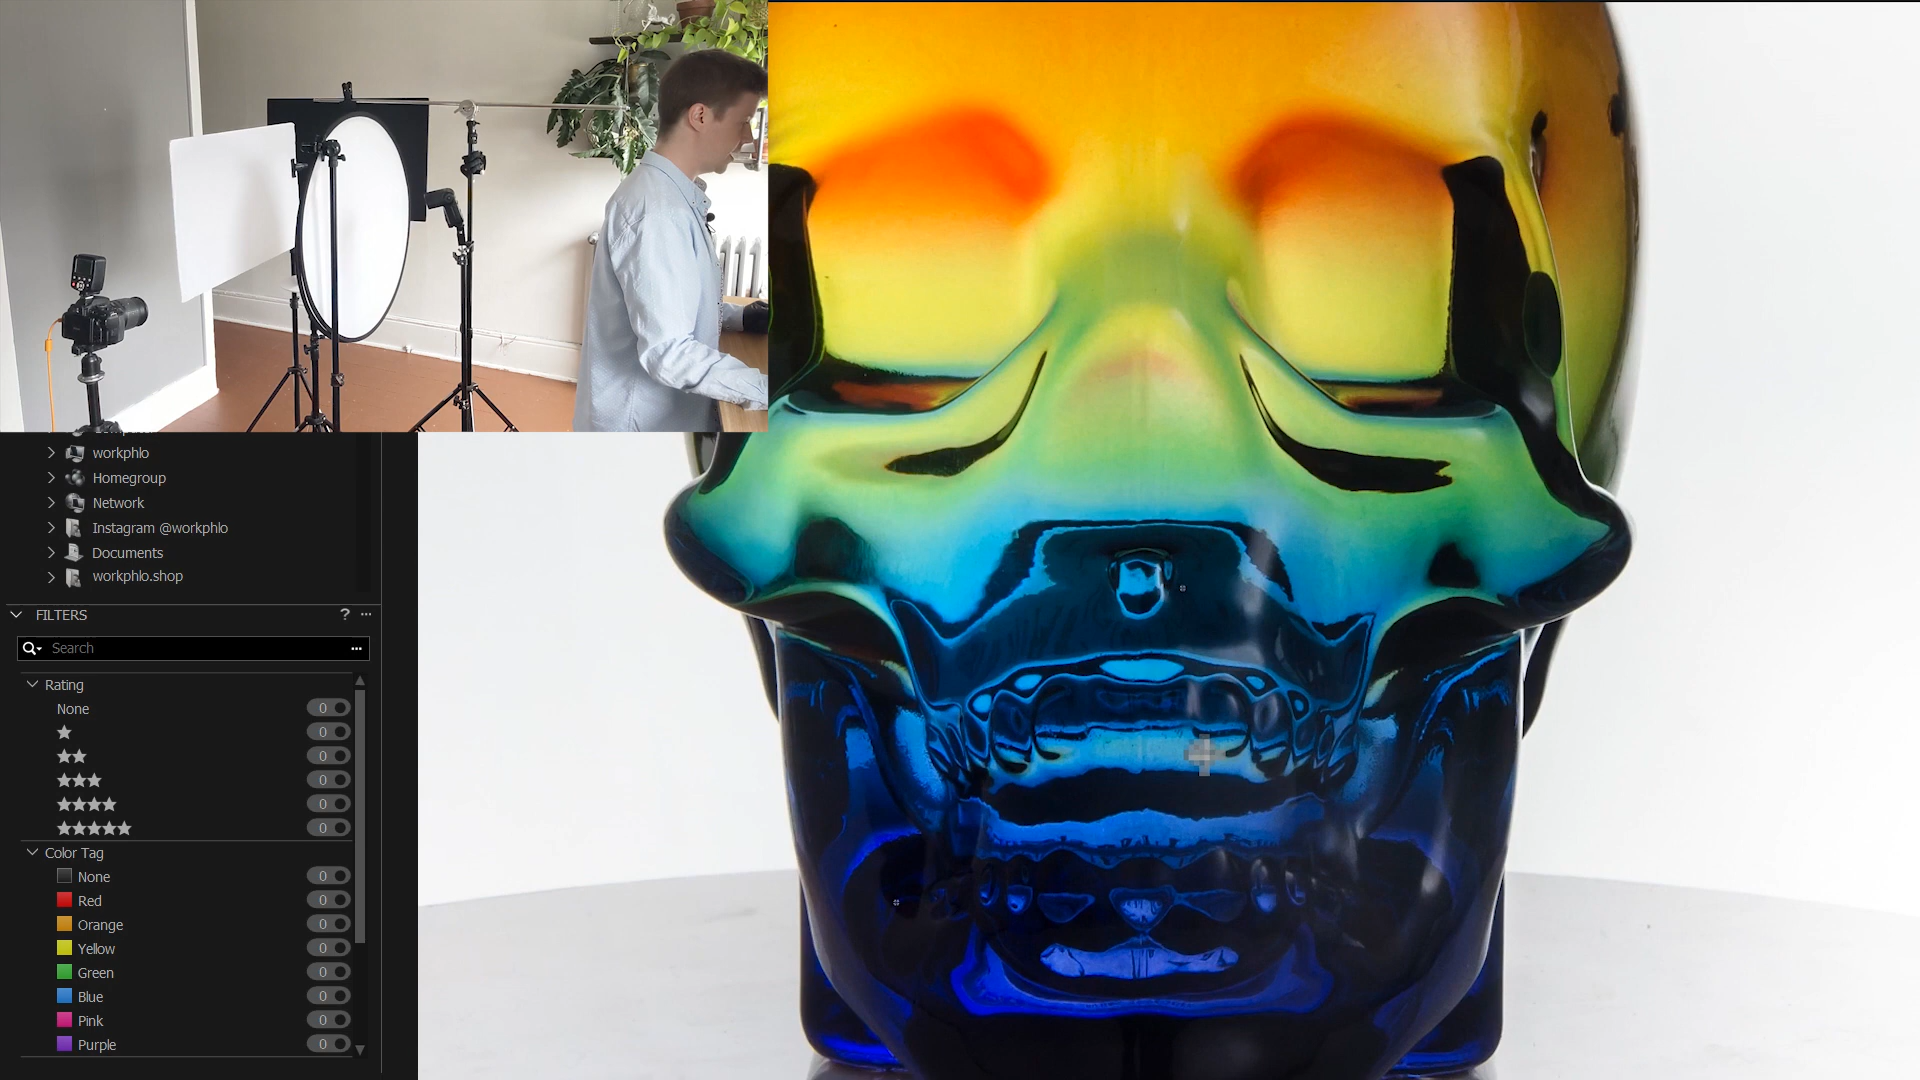 workphlo
Homegroup
Network
Instagram @workphlo
Documents
workphlo.shop
FILTERS ? ...
Search ...
Rating
None 0
0
0
0
0
0
Color Tag
None 0
Red 0
Orange 0
Yellow 0
Green 0
Blue 0
Pink 0
Purple 0